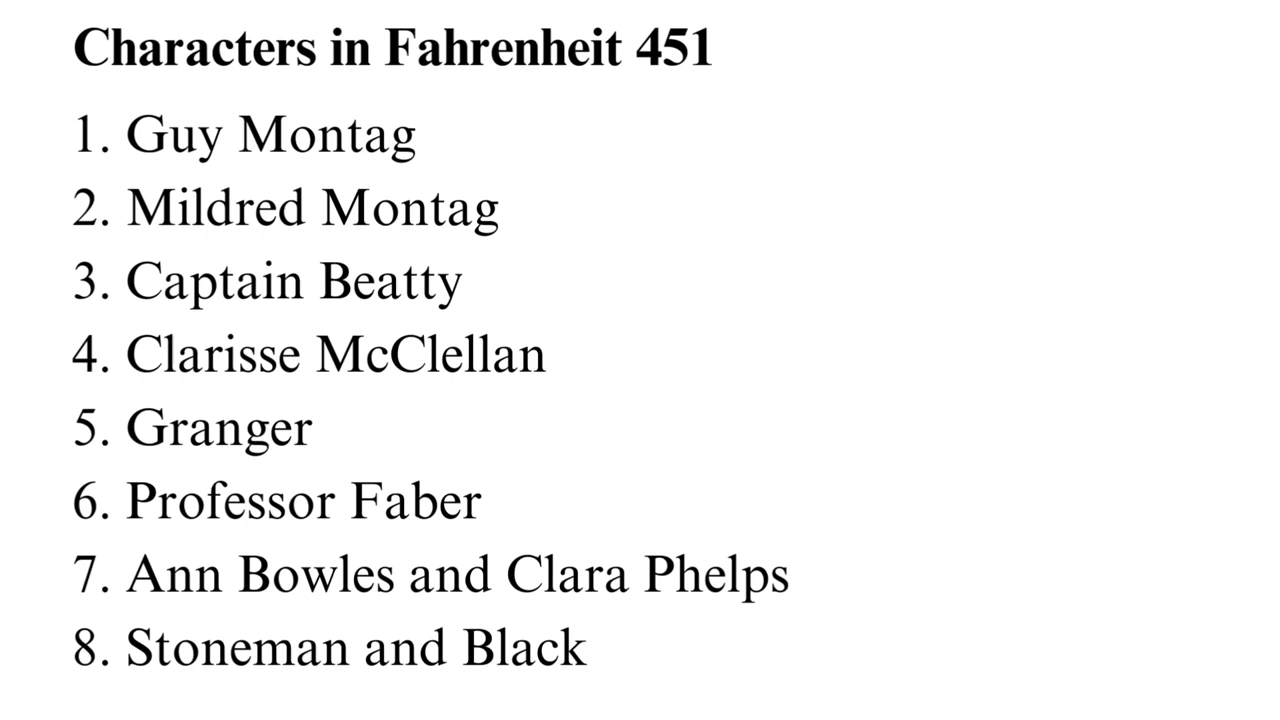 Characters in Fahrenheit 451
1. Guy Montag
2. Mildred Montag
3. Captain Beatty
4. Clarisse McClellan
5. Granger
6. Professor Faber
7. Ann Bowles and Clara Phelps
8. Stoneman and Black